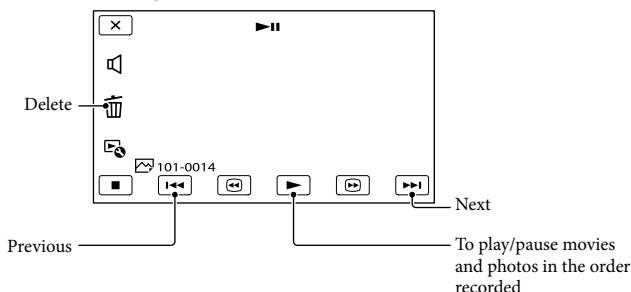 Delete
101-0014
Next
Previous
To play/pause movies
and photos in the order
recorded